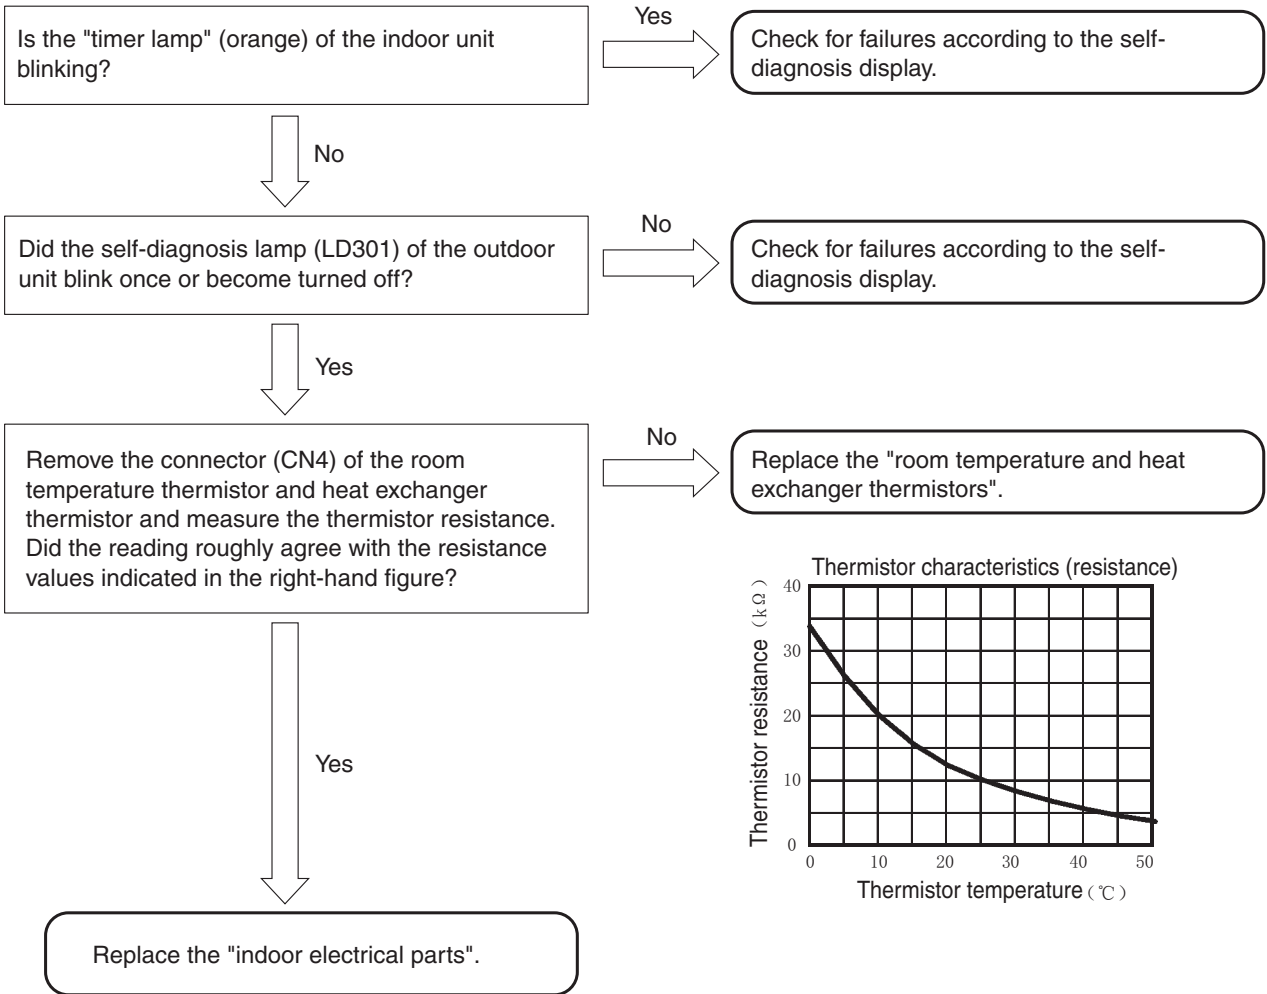 Is the "timer lamp" (orange) of the indoor unit
blinking?
Yes
Check for failures according to the self-
diagnosis display.
No
Did the self-diagnosis lamp (LD301) of the outdoor
unit blink once or become turned off?
No
Check for failures according to the self-
diagnosis display.
Yes
Remove the connector (CN4) of the room
temperature thermistor and heat exchanger
thermistor and measure the thermistor resistance.
Did the reading roughly agree with the resistance
values indicated in the right-hand figure?
No
Replace the "room temperature and heat
exchanger thermistors".
Yes
Replace the "indoor electrical parts".
Thermistor characteristics (resistance)
Thermistor resistance (kΩ)
40
30
20
10
0
0 10 20 30 40 50
Thermistor temperature (℃)